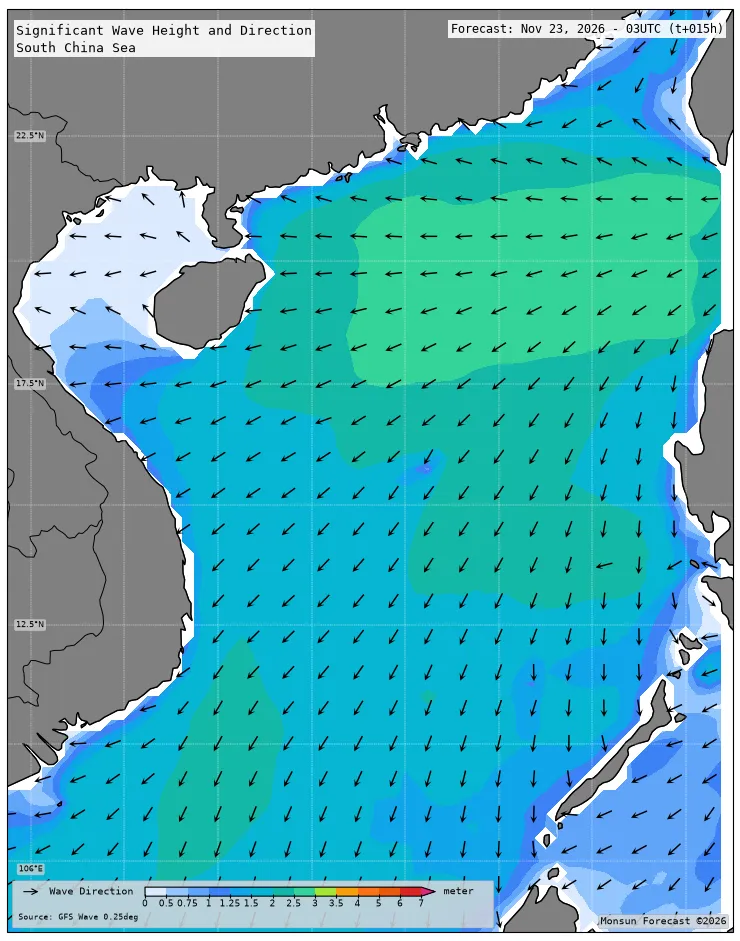 Significant Wave Height and Direction
South China Sea
Forecast: Nov 23, 2026 - 03UTC (t+015h)
22.5°N
17.5°N
12.5°N
106°E
Wave Direction
meter
0 0.5 0.75 1 1.25 1.5 2 2.5 3 3.5 4 5 6 7
Source: GFS Wave 0.25deg
Monsun Forecast ©2026